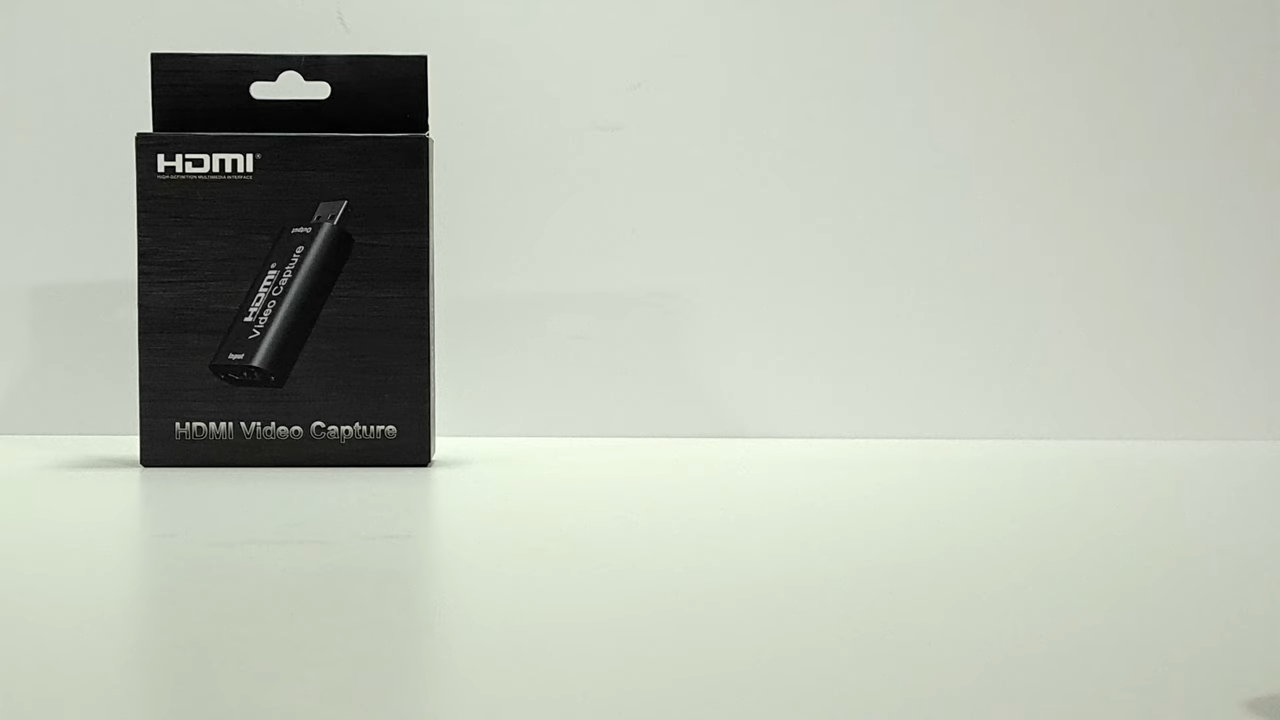 HDMI®
HIGH-DEFINITION MULTIMEDIA INTERFACE
Output
HDMI®
Video Capture
Input
HDMI Video Capture